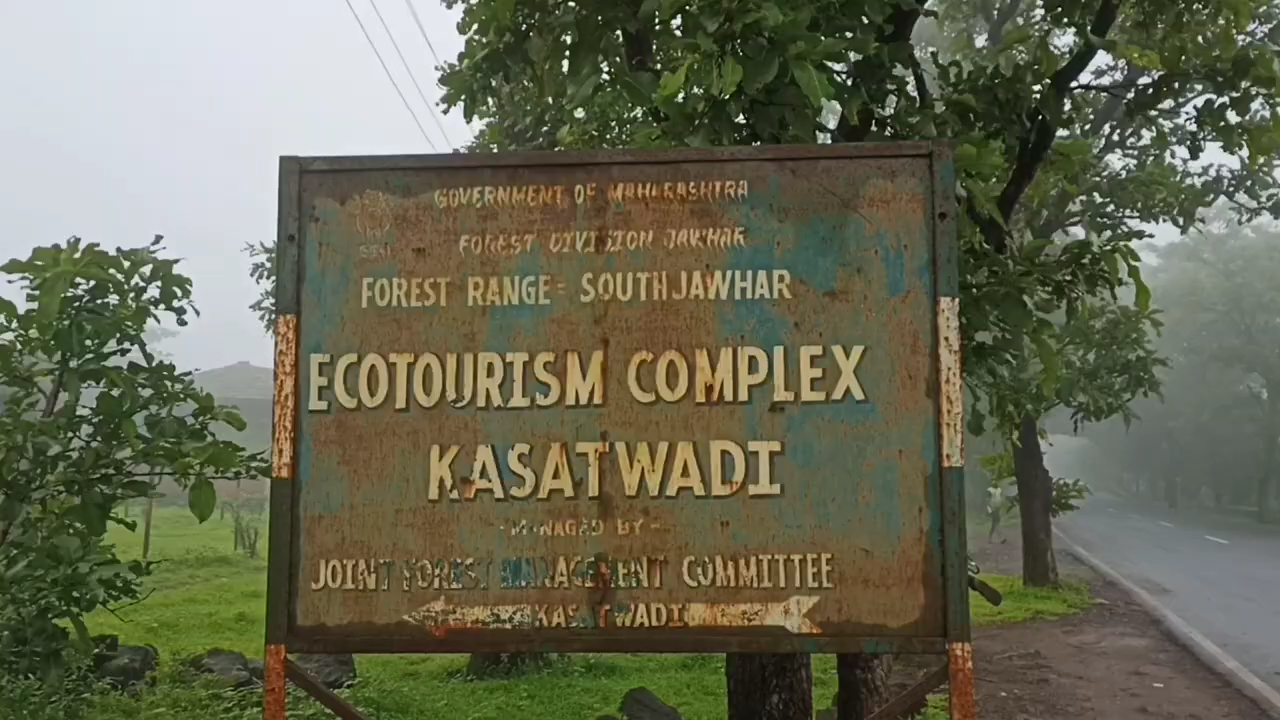 GOVERNMENT OF MAHARASHTRA
FOREST DIVISION JAWHAR
FOREST RANGE= SOUTH JAWHAR
ECOTOURISM COMPLEX
KASATWADI
-MANAGED BY-
JOINT FOREST MANAGEMENT COMMITTEE
KASATWADI